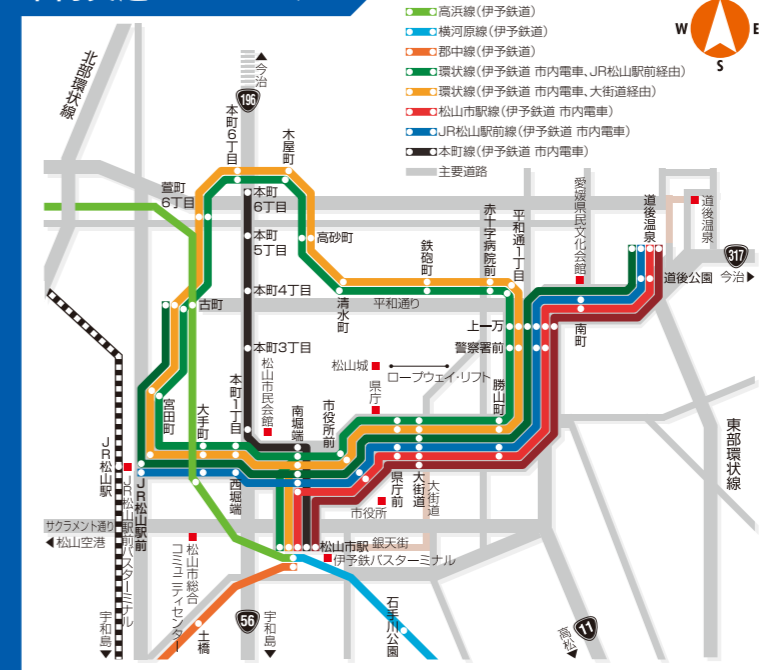 高浜線(伊予鉄道)
横河原線(伊予鉄道)
郡中線(伊予鉄道)
環状線(伊予鉄道 市内電車、JR松山駅前経由)
環状線(伊予鉄道 市内電車、大街道経由)
松山市駅線(伊予鉄道 市内電車)
JR松山駅前線(伊予鉄道 市内電車)
本町線(伊予鉄道 市内電車)
主要道路
W
E
S
北部環状線
▲今治
196
本町6丁目
木屋町
萱町
6丁目
本町
6丁目
本町
5丁目
高砂町
本町4丁目
古町
清水町
平和通り
鉄砲町
赤十字病院前
平和通1丁目
愛媛県民文化会館
道後温泉
道後温泉
317
今治▶
道後公園
南町
上一万
警察署前
本町3丁目
松山城
ロープウェイ・リフト
松山市民会館
県庁
勝山町
宮田町
大手町
本町1丁目
南堀端
市役所前
JR松山駅
JR松山駅前バスターミナル
JR松山駅前
西堀端
県庁前
大街道
大街道
市役所
東部環状線
サクラメント通り
◀松山空港
松山市総合
コミュニティセンター
松山市駅
銀天街
伊予鉄バスターミナル
宇和島▼
土橋
56
宇和島▼
石手川公園
高松▼
11